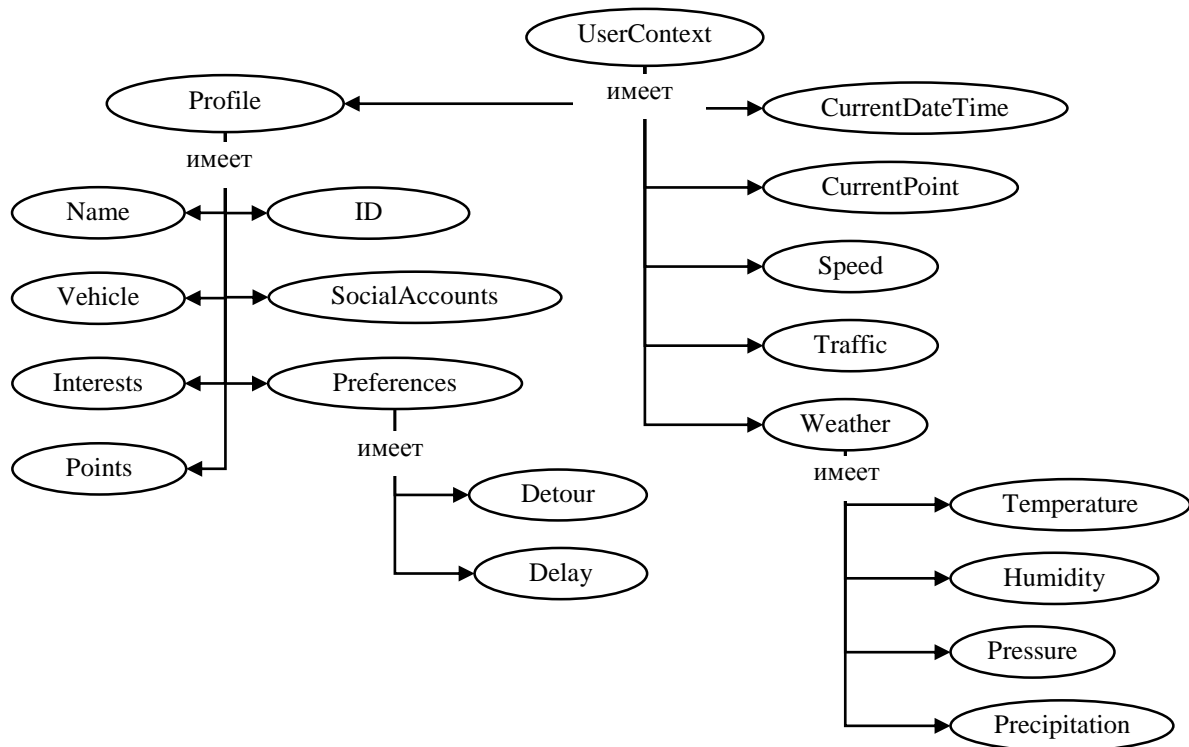 UserContext
имеет
Profile
CurrentDateTime
имеет
CurrentPoint
Name
ID
Speed
Vehicle
SocialAccounts
Traffic
Interests
Preferences
Weather
имеет
Points
имеет
Detour
Temperature
Delay
Humidity
Pressure
Precipitation